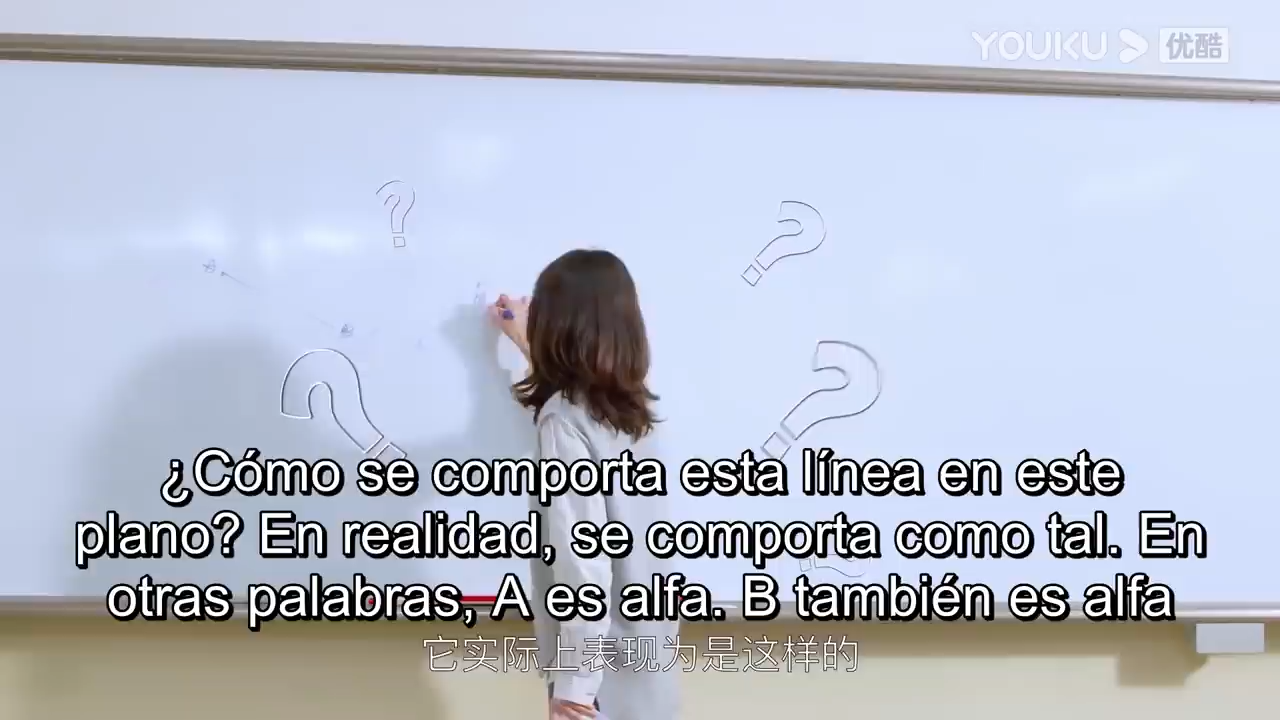 YOUKU 优酷
?
?
?
?
¿Cómo se comporta esta línea en este
plano? En realidad, se comporta como tal. En
otras palabras, A es alfa. B también es alfa
它实际上表现为是这样的